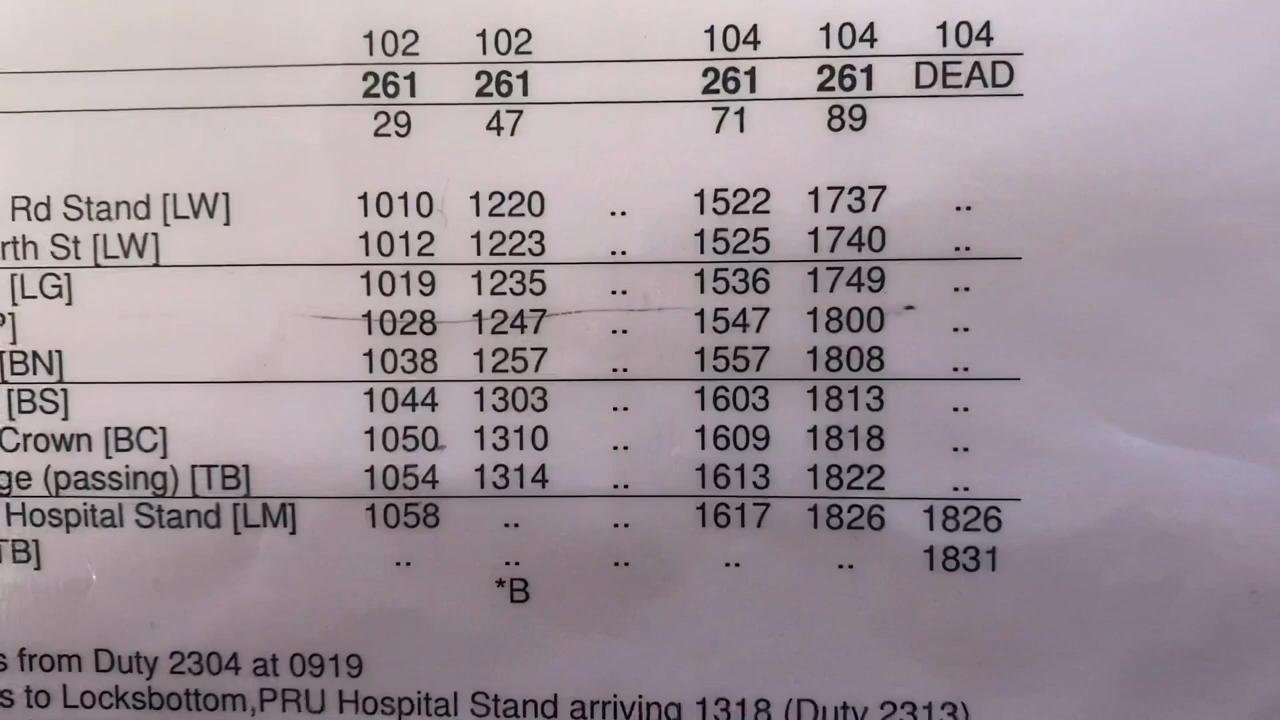 102 102 104 104 104
261 261 261 261 DEAD
29 47 71 89
Rd Stand [LW] 1010 1220 .. 1522 1737 ..
rth St [LW] 1012 1223 .. 1525 1740 ..
[LG] 1019 1235 .. 1536 1749 ..
P] 1028 1247 .. 1547 1800 ..
[BN] 1038 1257 .. 1557 1808 ..
[BS] 1044 1303 .. 1603 1813 ..
Crown [BC] 1050 1310 .. 1609 1818 ..
ge (passing) [TB] 1054 1314 .. 1613 1822 ..
Hospital Stand [LM] 1058 .. .. 1617 1826 1826
TB] .. .. .. .. .. 1831
*B
s from Duty 2304 at 0919
s to Locksbottom,PRU Hospital Stand arriving 1318 (Duty 2313)